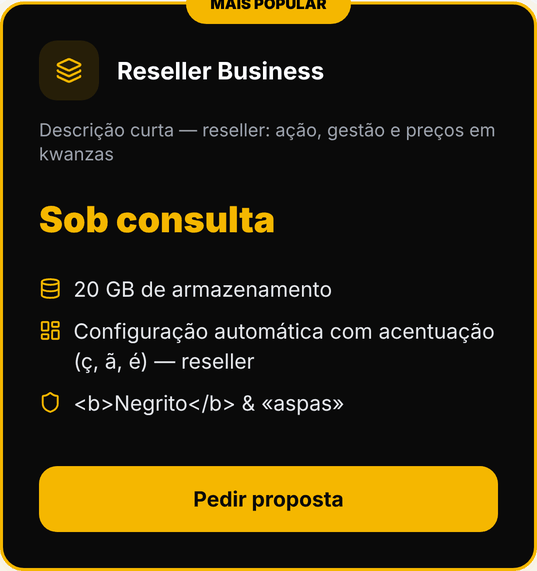 MAIS POPULAR
Reseller Business
Descrição curta — reseller: ação, gestão e preços em
kwanzas
Sob consulta
20 GB de armazenamento
Configuração automática com acentuação
(ç, ã, é) — reseller
<b>Negrito</b> & «aspas»
Pedir proposta